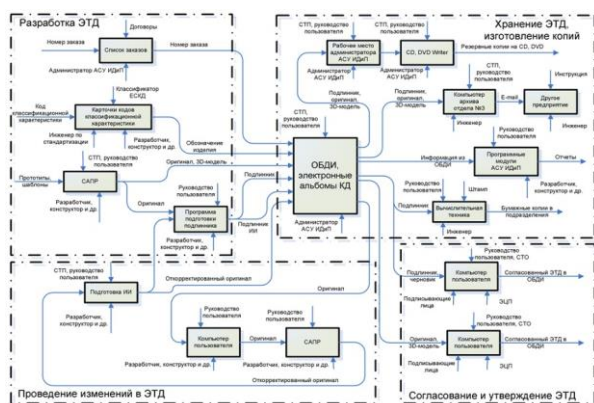 Разработка ЭТД
Договоры
Номер заказа
Список заказов
Номер заказа
Администратор АСУ ИДиП
Классификатор
ЕСКД
Код
классификационной
характеристики
Карточки кодов
классификационной
характеристики
Инженер по
стандартизации
Разработчик,
конструктор и др.
Обозначение
изделия
СТП, руководство
пользователя
Прототипы,
шаблоны
САПР
Оригинал, 3D-модель
Оригинал
Руководство
пользователя
Подлинник
Разработчик,
конструктор и др.
Программа
подготовки
подлинника
Подлинник
ИИ
Разработчик,
конструктор и др.
Хранение ЭТД,
изготовление копий
СТП, руководство
пользователя
Руководство
пользователя
Рабочее место
администратора
АСУ ИДиП
CD, DVD Writer
Резервные копии на CD, DVD
Администратор
АСУ ИДиП
Администратор
АСУ ИДиП
Подлинник,
оригинал,
3D-модель
СТП,
руководство
пользователя
Инструкция
Подлинник,
оригинал,
3D-модель
Компьютер
архива
отдела №3
E-mail
Другое
предприятие
Инженер
Инженер
СТП, руководство
пользователя
ОБДИ,
электронные
альбомы КД
Администратор
АСУ ИДиП
Руководство
пользователя
Информация из
ОБДИ
Програмные
модули
АСУ ИДиП
Отчеты
Руководство
пользователя
Разработчик,
конструктор и др.
Штамп
Подлинник
Вычислительная
техника
Бумажные копии в
подразделения
Инженер
СТП, руководство
пользователя
Откорректированный оригинал
Подготовка ИИ
Оригинал
Разработчик,
конструктор и др.
Руководство
пользователя
Руководство
пользователя
Компьютер
пользователя
Оригинал
САПР
Разработчик,
конструктор и др.
Разработчик,
конструктор и др.
Откорректированный оригинал
Проведение изменений в ЭТД
Руководство
пользователя, СТО
Подлинник,
черновик
Компьютер
пользователя
Согласованный ЭТД в
ОБДИ
Подписывающие
лица
ЭЦП
Руководство
пользователя, СТО
Оригинал,
3D-модель
Компьютер
пользователя
Согласованный ЭТД в
ОБДИ
Подписывающие
лица
ЭЦП
Согласование и утверждение ЭТД